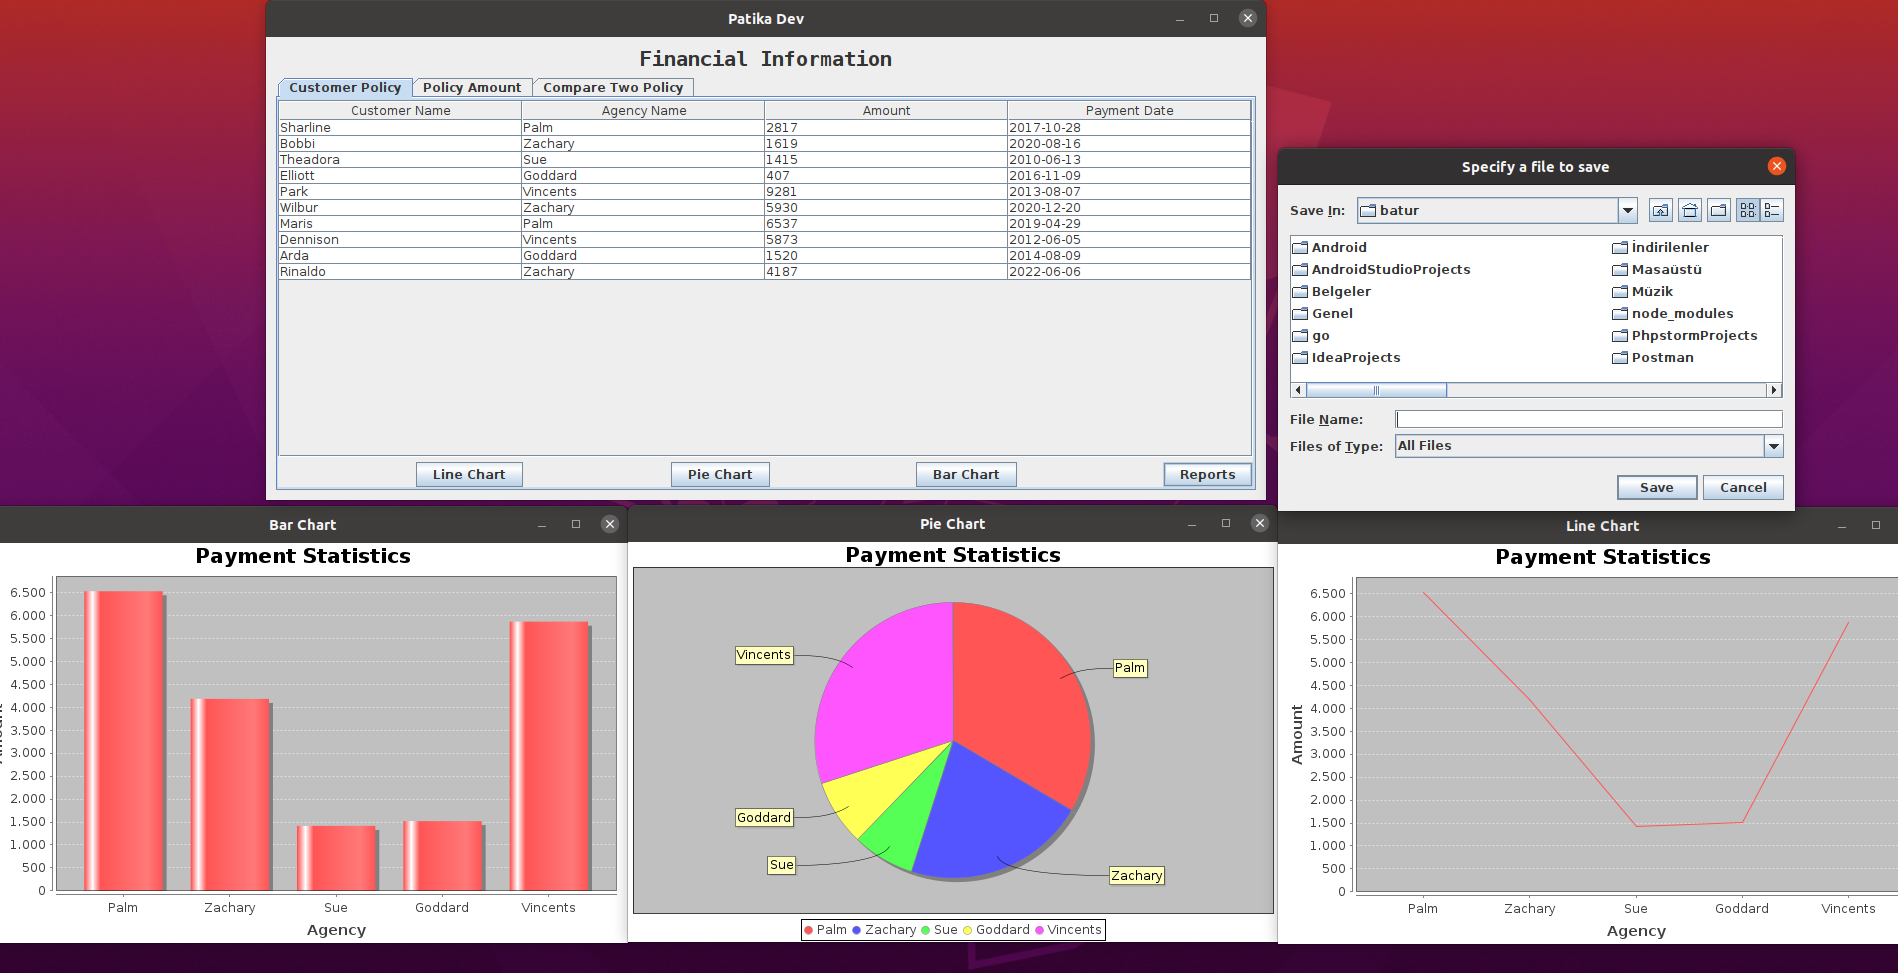 Patika Dev
Financial Information
Customer Policy Policy Amount Compare Two Policy
Customer Name Agency Name Amount Payment Date
Sharline Palm 2817 2017-10-28
Bobbi Zachary 1619 2020-08-16
Theadora Sue 1415 2010-06-13
Elliott Goddard 407 2016-11-09
Park Vincents 9281 2013-08-07
Wilbur Zachary 5930 2020-12-20
Maris Palm 6537 2019-04-29
Dennison Vincents 5873 2012-06-05
Arda Goddard 1520 2014-08-09
Rinaldo Zachary 4187 2022-06-06
Line Chart Pie Chart Bar Chart Reports
Specify a file to save
Save In: batur
Android İndirilenler
AndroidStudioProjects Masaüstü
Belgeler Müzik
Genel node_modules
go PhpstormProjects
IdeaProjects Postman
File Name:
Files of Type: All Files
Save Cancel
Bar Chart
Payment Statistics
6.500
6.000
5.500
5.000
4.500
4.000
3.500
3.000
2.500
2.000
1.500
1.000
500
0
Palm Zachary Sue Goddard Vincents
Agency
Pie Chart
Payment Statistics
Vincents
Palm
Goddard
Sue
Zachary
Palm Zachary Sue Goddard Vincents
Line Chart
Payment Statistics
Amount
6.500
6.000
5.500
5.000
4.500
4.000
3.500
3.000
2.500
2.000
1.500
1.000
500
0
Palm Zachary Sue Goddard Vincents
Agency